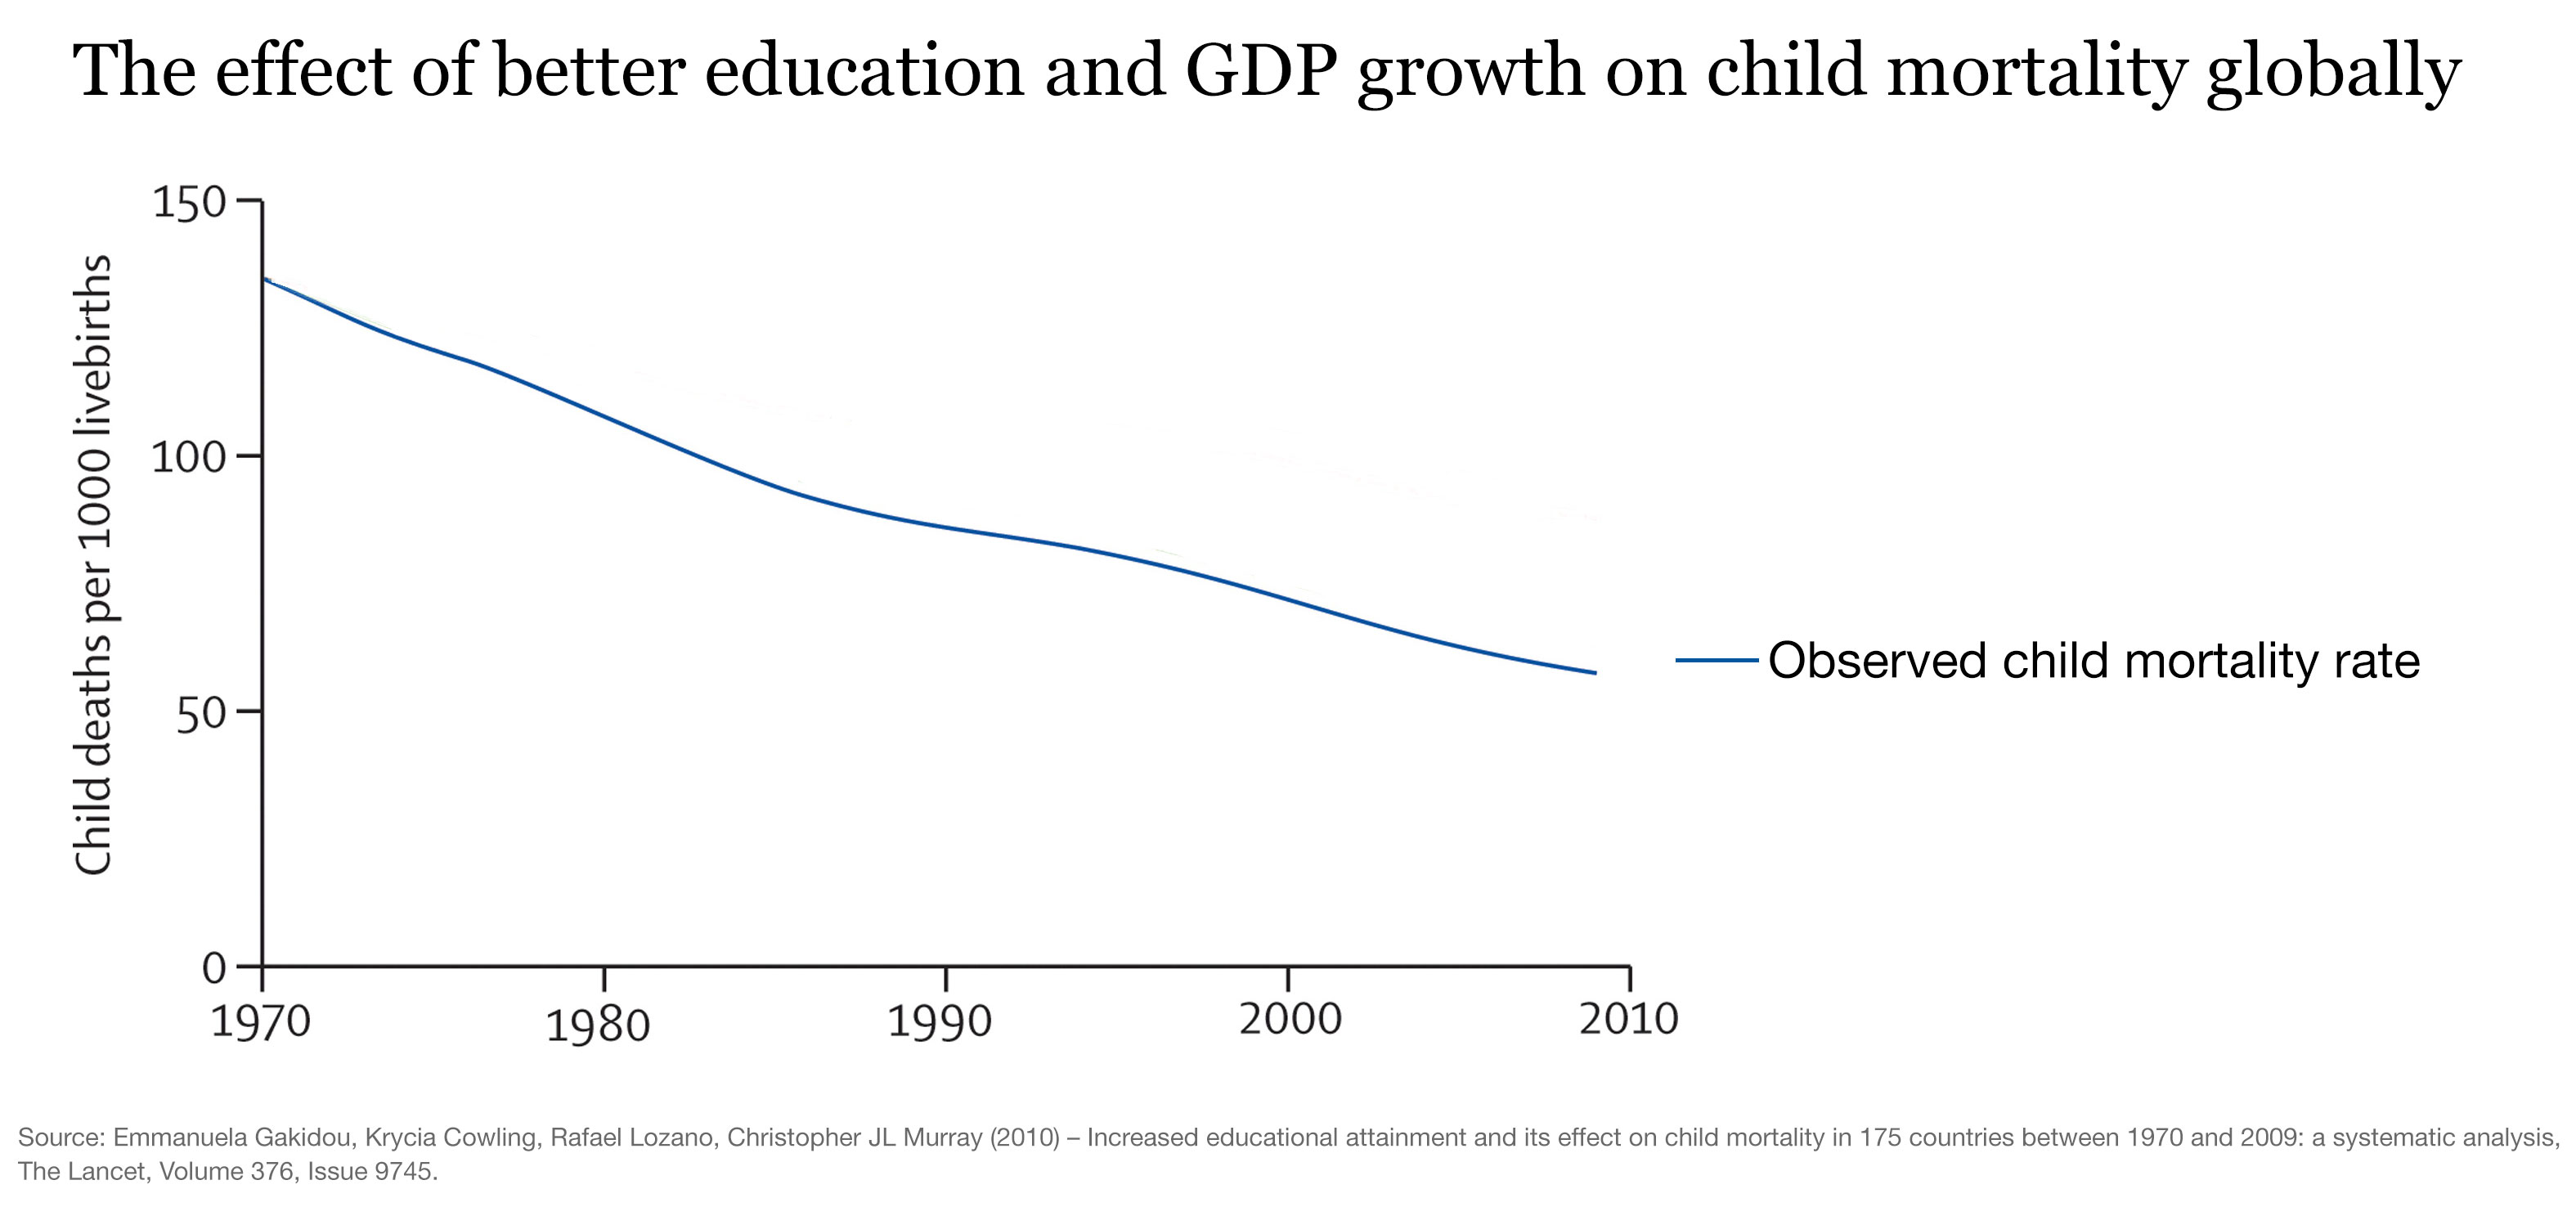 The effect of better education and GDP growth on child mortality globally
150
100
50
0
Child deaths per 1000 livebirths
1970
1980
1990
2000
2010
Observed child mortality rate
Source: Emmanuela Gakidou, Krycia Cowling, Rafael Lozano, Christopher JL Murray (2010) – Increased educational attainment and its effect on child mortality in 175 countries between 1970 and 2009: a systematic analysis,
The Lancet, Volume 376, Issue 9745.